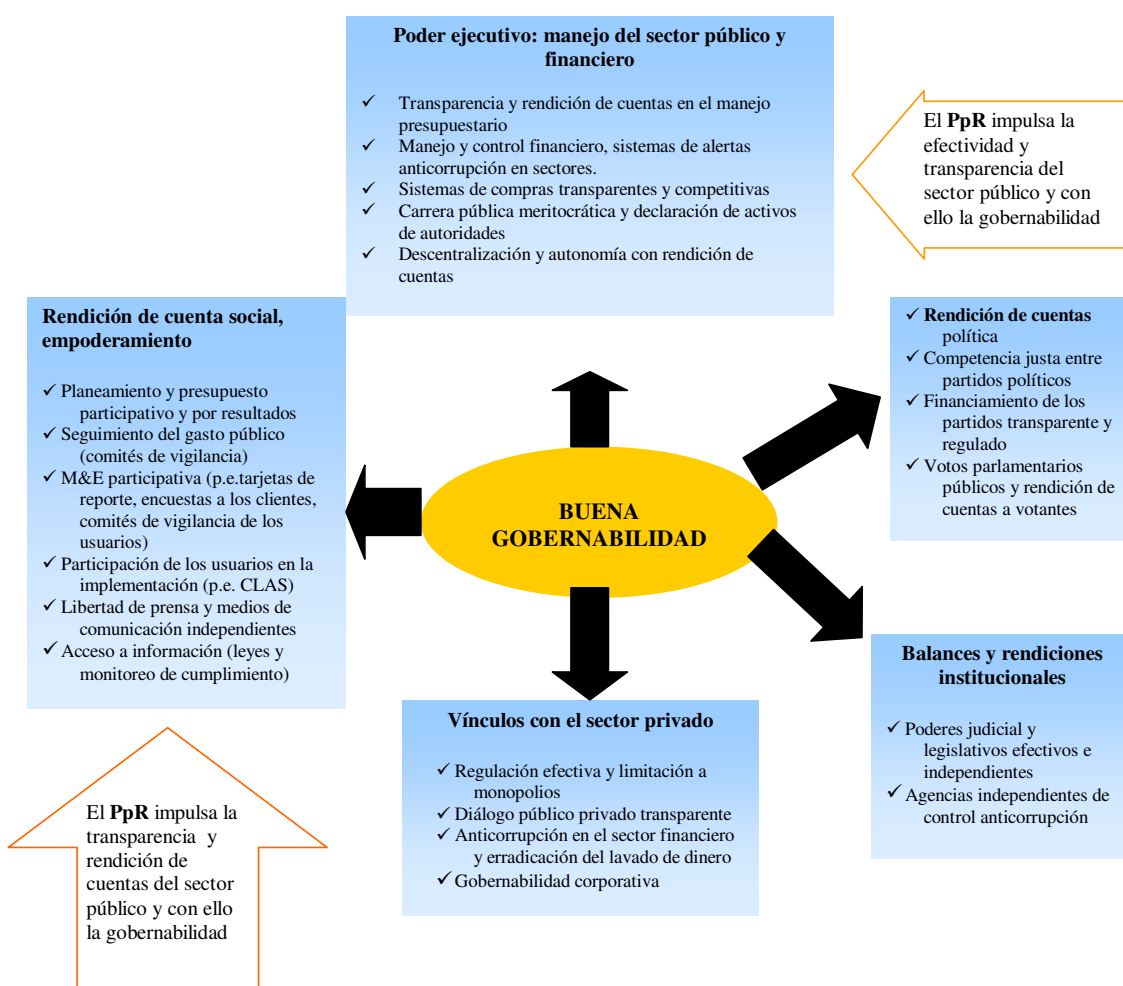 Poder ejecutivo: manejo del sector público y
financiero
✓ Transparencia y rendición de cuentas en el manejo
presupuestario
✓ Manejo y control financiero, sistemas de alertas
anticorrupción en sectores.
✓ Sistemas de compras transparentes y competitivas
✓ Carrera pública meritocrática y declaración de activos
de autoridades
✓ Descentralización y autonomía con rendición de
cuentas
El PpR impulsa la
efectividad y
transparencia del
sector público y con
ello la gobernabilidad
Rendición de cuenta social,
empoderamiento
✓ Planeamiento y presupuesto
participativo y por resultados
✓ Seguimiento del gasto público
(comités de vigilancia)
✓ M&E participativa (p.e.tarjetas de
reporte, encuestas a los clientes,
comités de vigilancia de los
usuarios)
✓ Participación de los usuarios en la
implementación (p.e. CLAS)
✓ Libertad de prensa y medios de
comunicación independientes
✓ Acceso a información (leyes y
monitoreo de cumplimiento)
✓ Rendición de cuentas
política
✓ Competencia justa entre
partidos políticos
✓ Financiamiento de los
partidos transparente y
regulado
✓ Votos parlamentarios
públicos y rendición de
cuentas a votantes
BUENA
GOBERNABILIDAD
Balances y rendiciones
institucionales
✓ Poderes judicial y
legislativos efectivos e
independientes
✓ Agencias independientes de
control anticorrupción
Vínculos con el sector privado
✓ Regulación efectiva y limitación a
monopolios
✓ Diálogo público privado transparente
✓ Anticorrupción en el sector financiero
y erradicación del lavado de dinero
✓ Gobernabilidad corporativa
El PpR impulsa la
transparencia y
rendición de
cuentas del sector
público y con ello
la gobernabilidad